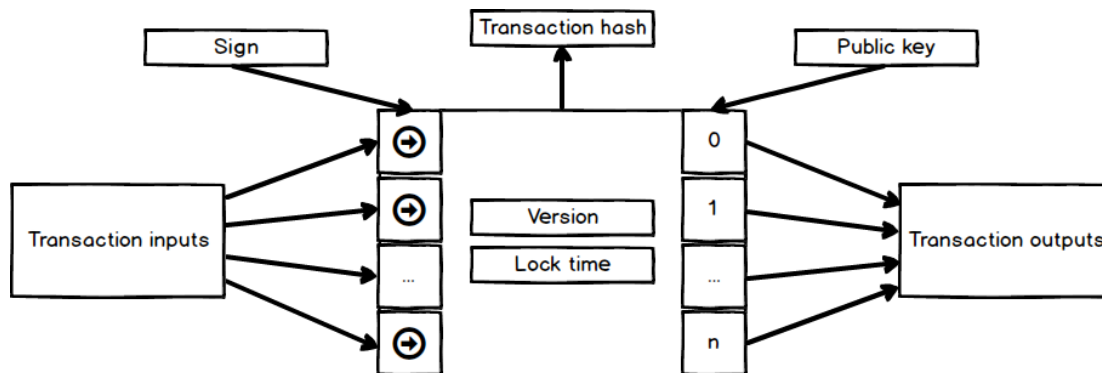 Transaction hash
Sign
Public key
0
1
Version
Transaction inputs
Transaction outputs
Lock time
...
...
n